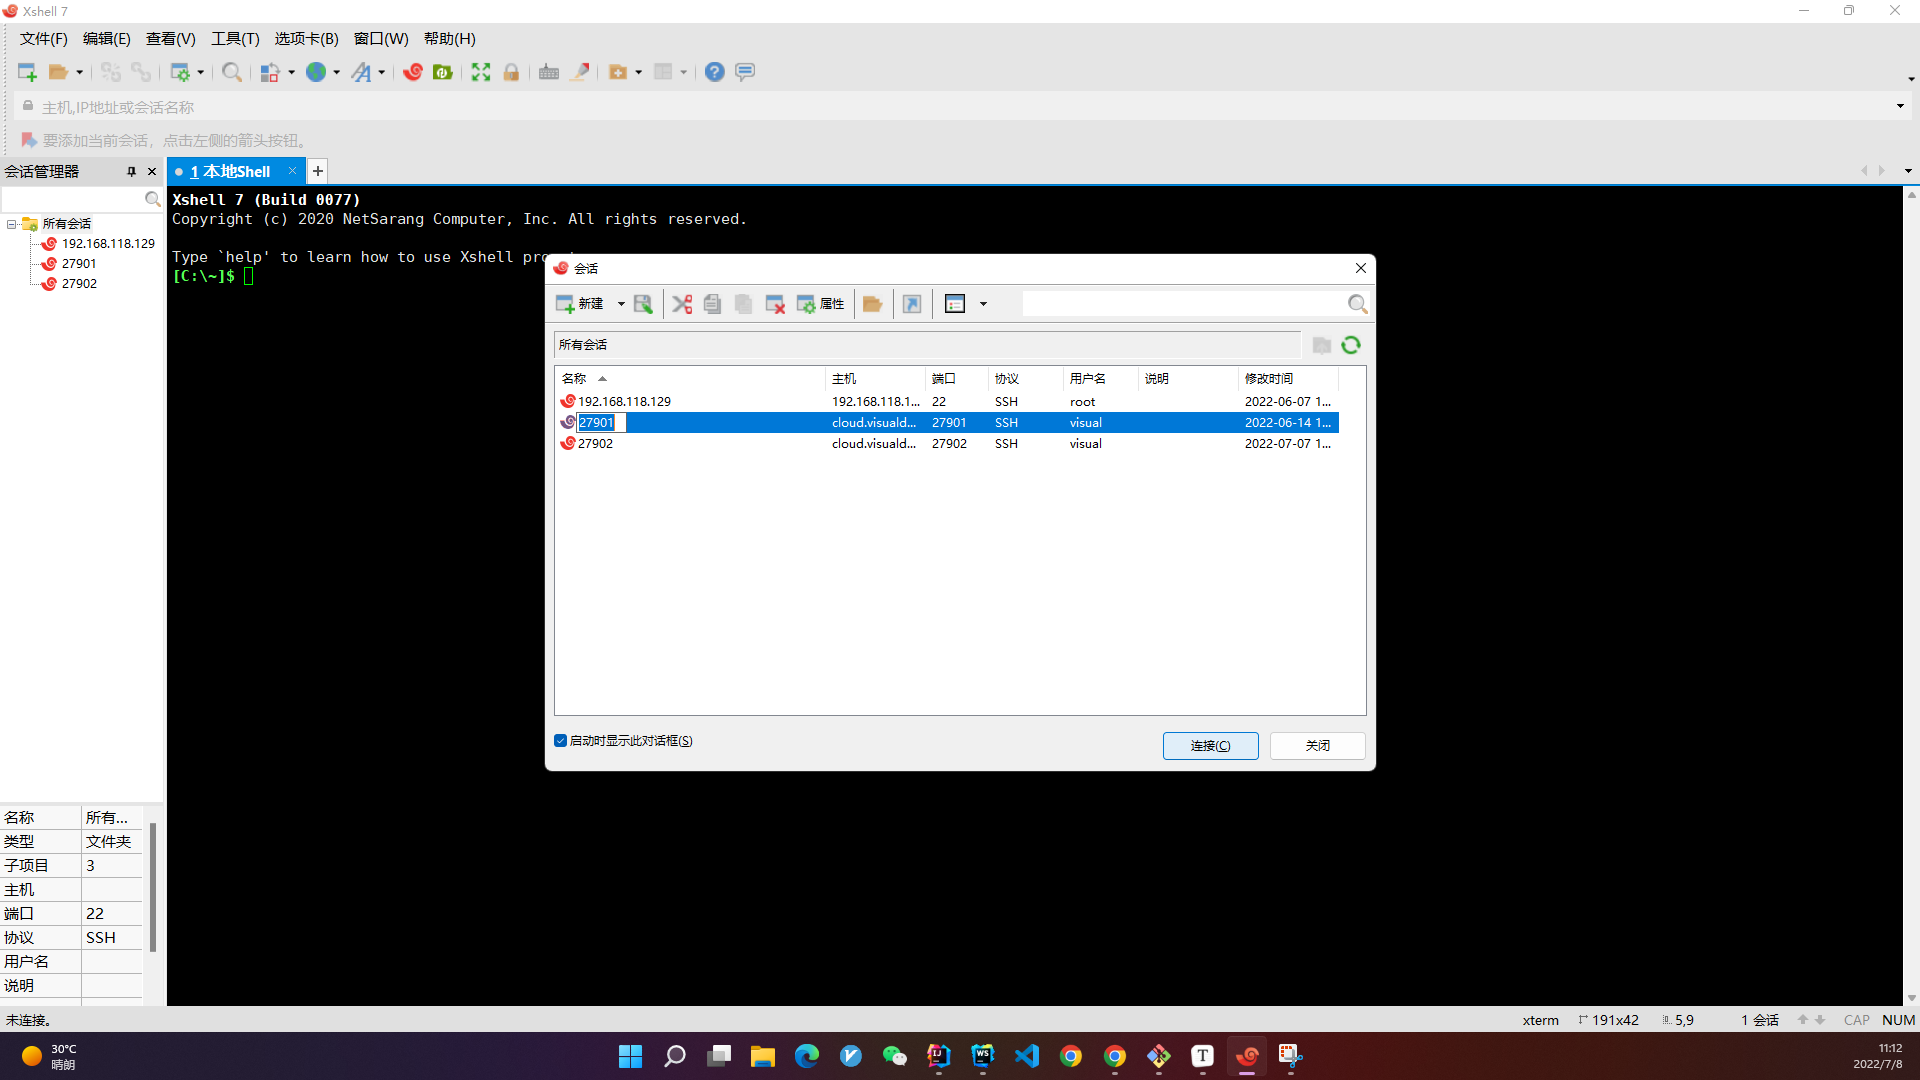 Xshell 7
文件(F) 编辑(E) 查看(V) 工具(T) 选项卡(B) 窗口(W) 帮助(H)
主机,IP地址或会话名称
要添加当前会话，点击左侧的箭头按钮。
会话管理器
1 本地Shell
所有会话
192.168.118.129
27901
27902
Xshell 7 (Build 0077)
Copyright (c) 2020 NetSarang Computer, Inc. All rights reserved.
Type `help' to learn how to use Xshell
[C:\~]$
会话
新建 属性
所有会话
名称 主机 端口 协议 用户名 说明 修改时间
192.168.118.129 192.168.118.1... 22 SSH root 2022-06-07 1...
27901 cloud.visuald... 27901 SSH visual 2022-06-14 1...
27902 cloud.visuald... 27902 SSH visual 2022-07-07 1...
启动时显示此对话框(S)
连接(C) 关闭
名称 所有...
类型 文件夹
子项目 3
主机
端口 22
协议 SSH
用户名
说明
未连接。
xterm 191x42 5,9 1 会话 CAP NUM
30°C
晴朗
11:12
2022/7/8